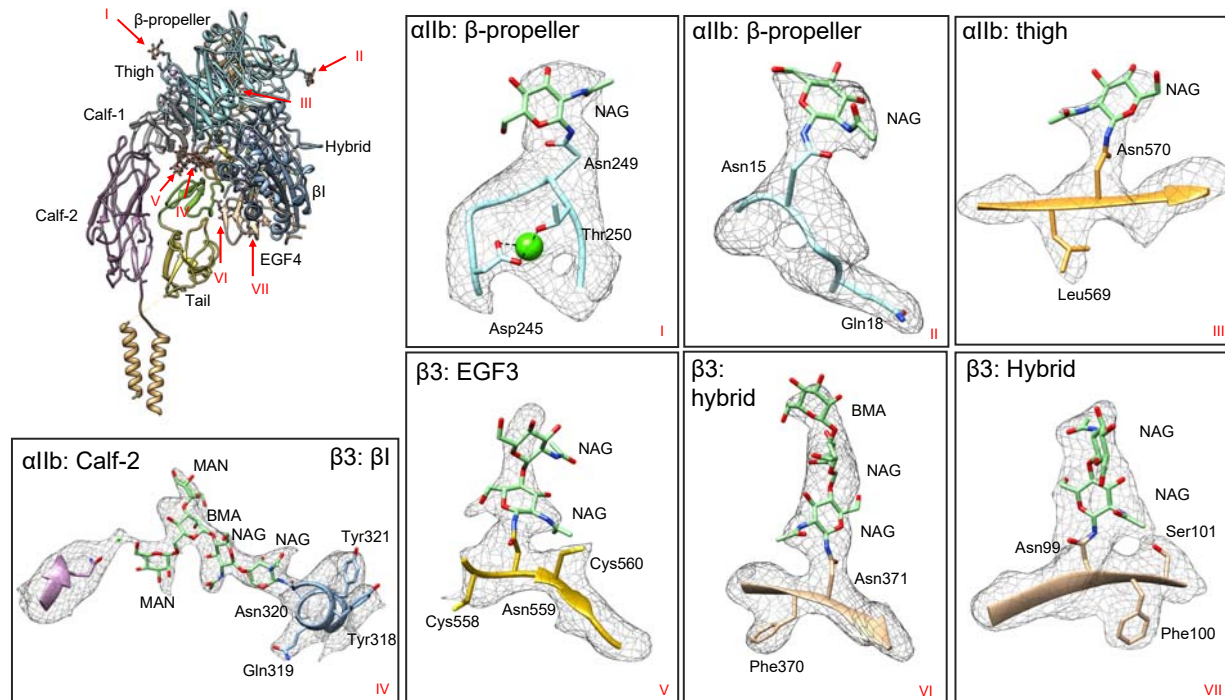 I
β-propeller
II
Thigh
III
Calf-1
Hybrid
V
IV
βI
Calf-2
VI
VII
EGF4
Tail
αIIb: β-propeller
NAG
Asn249
Thr250
Asp245
I
αIIb: β-propeller
NAG
Asn15
Gln18
II
αIIb: thigh
NAG
Asn570
Leu569
III
αIIb: Calf-2
β3: βI
MAN
BMA
NAG
NAG
Tyr321
MAN
Asn320
Tyr318
Gln319
IV
β3: EGF3
NAG
NAG
Cys560
Cys558
Asn559
V
β3:
hybrid
BMA
NAG
NAG
Asn371
Phe370
VI
β3: Hybrid
NAG
NAG
Ser101
Asn99
Phe100
VII